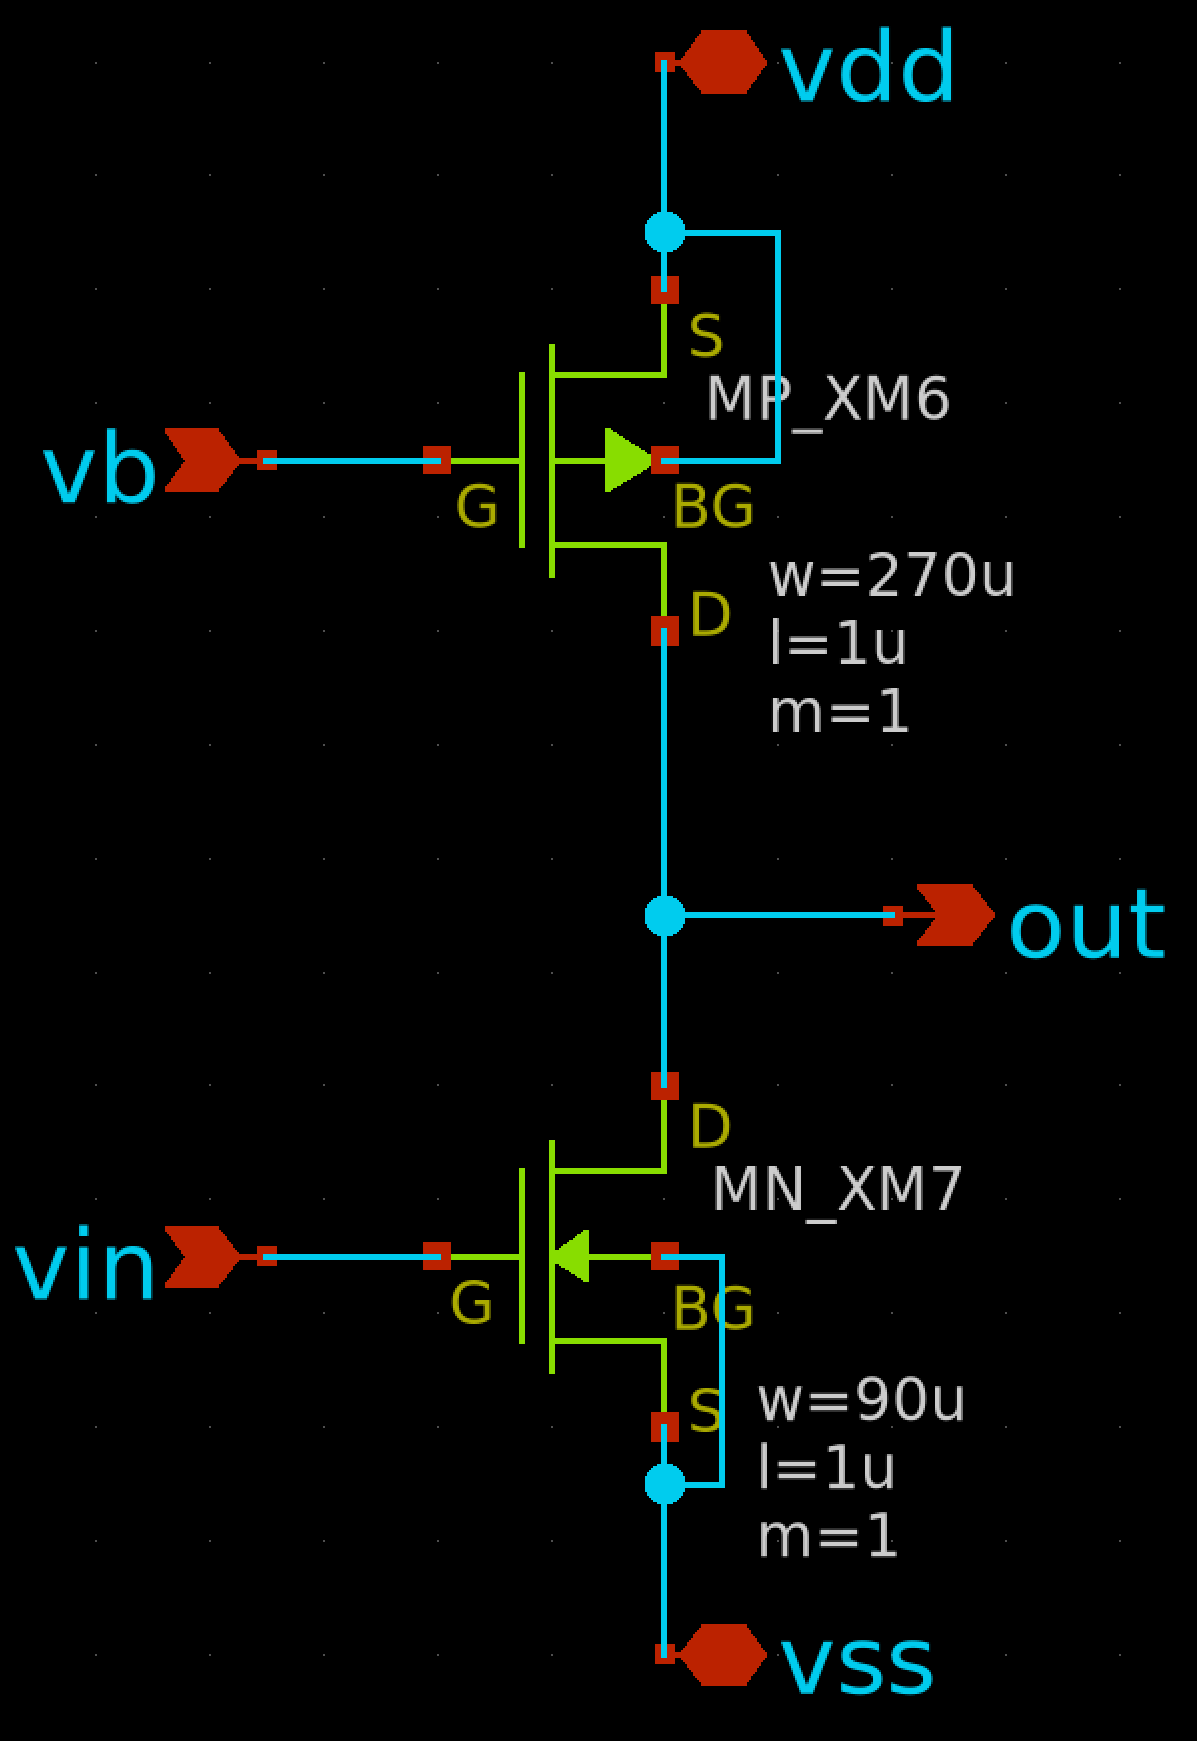 vdd
S
MP_XM6
vb
G
BG
w=270u
D
l=1u
m=1
out
D
MN_XM7
vin
G
BG
S
w=90u
l=1u
m=1
vss